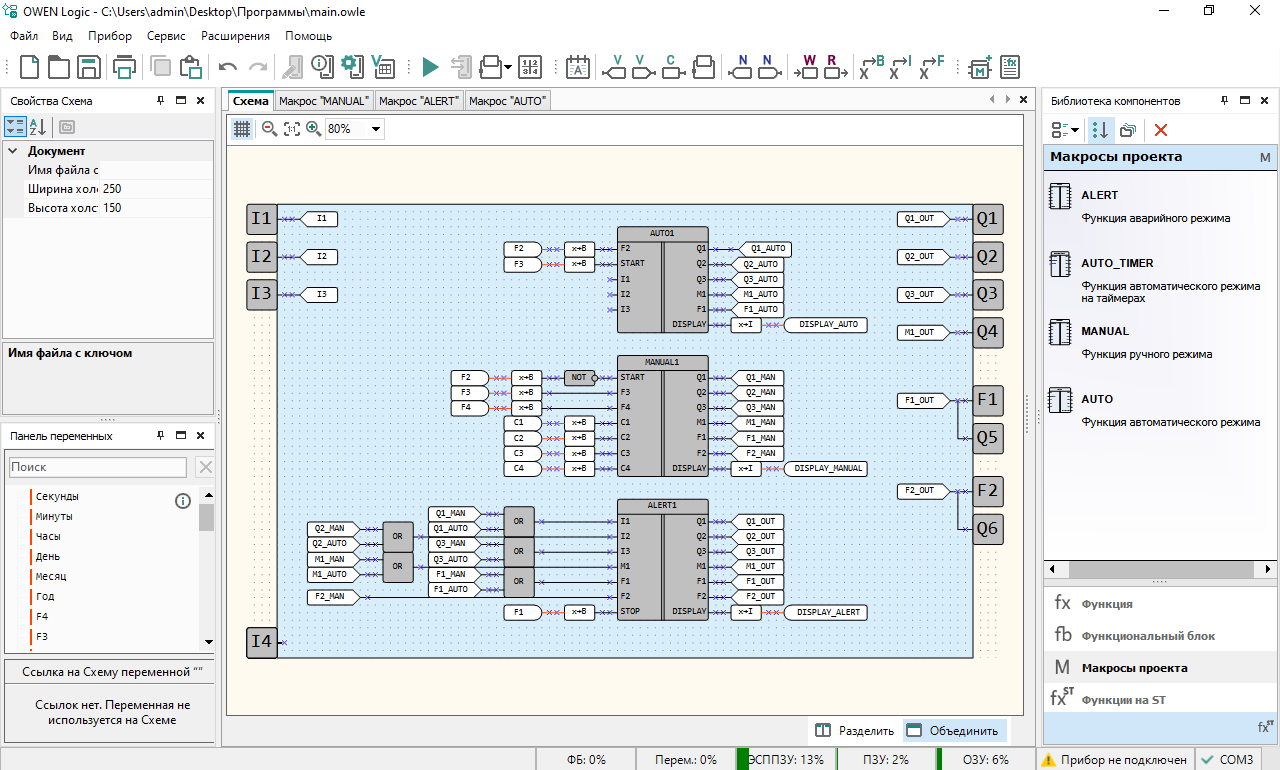 OWEN Logic - C:\Users\admin\Desktop\Программы\main.owle
Файл Вид Прибор Сервис Расширения Помощь
Свойства Схема
Документ
Имя файла с
Ширина холс 250
Высота холст 150
Имя файла с ключом
Панель переменных
Поиск
Секунды
Минуты
Часы
День
Месяц
Год
F4
F3
Ссылка на Схему переменной ""
Ссылок нет. Переменная не
используется на Схеме
Схема Макрос "MANUAL" Макрос "ALERT" Макрос "AUTO"
80%
I1 I1 Q1_OUT Q1
I2 I2 Q2_OUT Q2
I3 I3 Q3_OUT Q3
M1_OUT Q4
F1_OUT F1
Q5
F2_OUT F2
Q6
I4
AUTO1
F2 x→B F2 Q1 Q1_AUTO
F3 x→B START Q2 Q2_AUTO
I1 Q3 Q3_AUTO
I2 M1 M1_AUTO
I3 F1 F1_AUTO
DISPLAY x→I DISPLAY_AUTO
MANUAL1
F2 x→B NOT START Q1 Q1_MAN
F3 x→B F3 Q2 Q2_MAN
F4 x→B F4 Q3 Q3_MAN
C1 x→B C1 M1 M1_MAN
C2 x→B C2 F1 F1_MAN
C3 x→B C3 F2 F2_MAN
C4 x→B C4 DISPLAY x→I DISPLAY_MANUAL
ALERT1
Q1_MAN OR I1 Q1 Q1_OUT
Q2_MAN OR Q1_AUTO I2 Q2 Q2_OUT
Q2_AUTO Q3_MAN OR I3 Q3 Q3_OUT
M1_MAN OR Q3_AUTO M1 M1 M1_OUT
M1_AUTO F1_MAN OR F1 F1 F1_OUT
F2_MAN F1_AUTO F2 F2 F2_OUT
F1 x→B STOP DISPLAY x→I DISPLAY_ALERT
Разделить Объединить
Библиотека компонентов
Макросы проекта M
ALERT
Функция аварийного режима
AUTO_TIMER
Функция автоматического режима
на таймерах
MANUAL
Функция ручного режима
AUTO
Функция автоматического режима
fx Функция
fb Функциональный блок
M Макросы проекта
fxST Функции на ST
fxST
ФБ: 0% Перем.: 0% ЭСППЗУ: 13% ПЗУ: 2% ОЗУ: 6% Прибор не подключен COM3